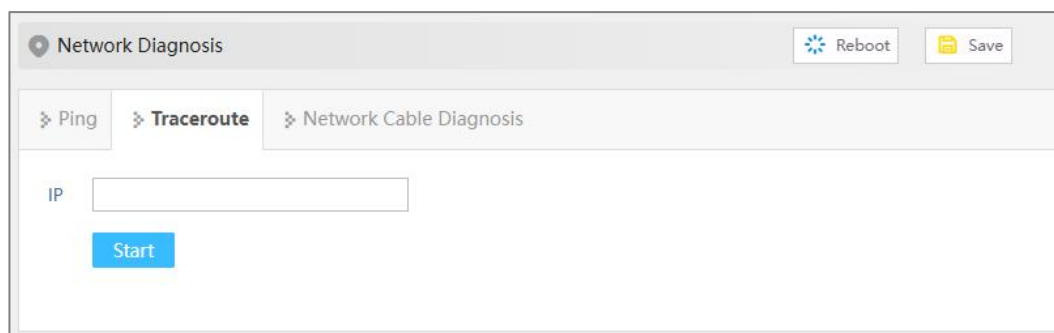 Network Diagnosis Reboot Save
Ping Traceroute Network Cable Diagnosis
IP
Start